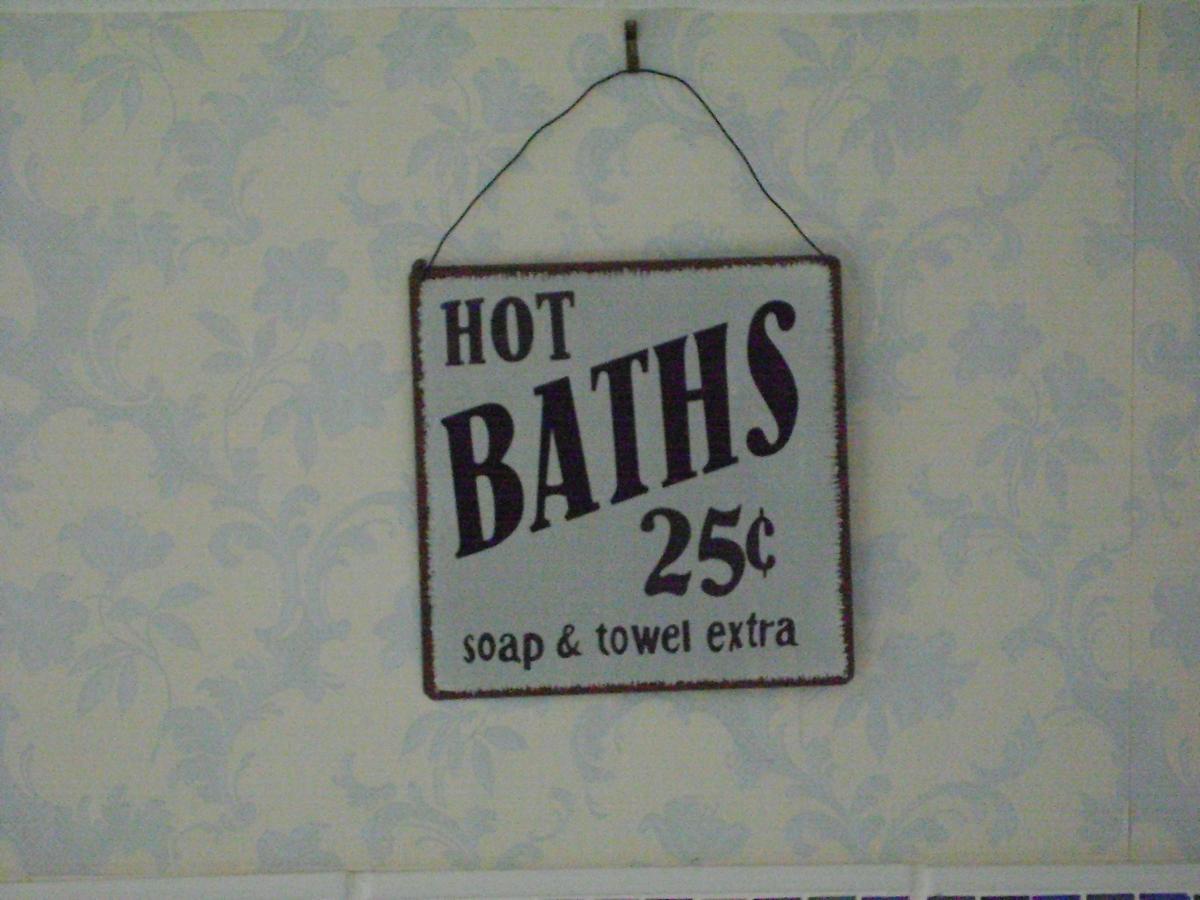 HOT
BATHS
25¢
soap & towel extra